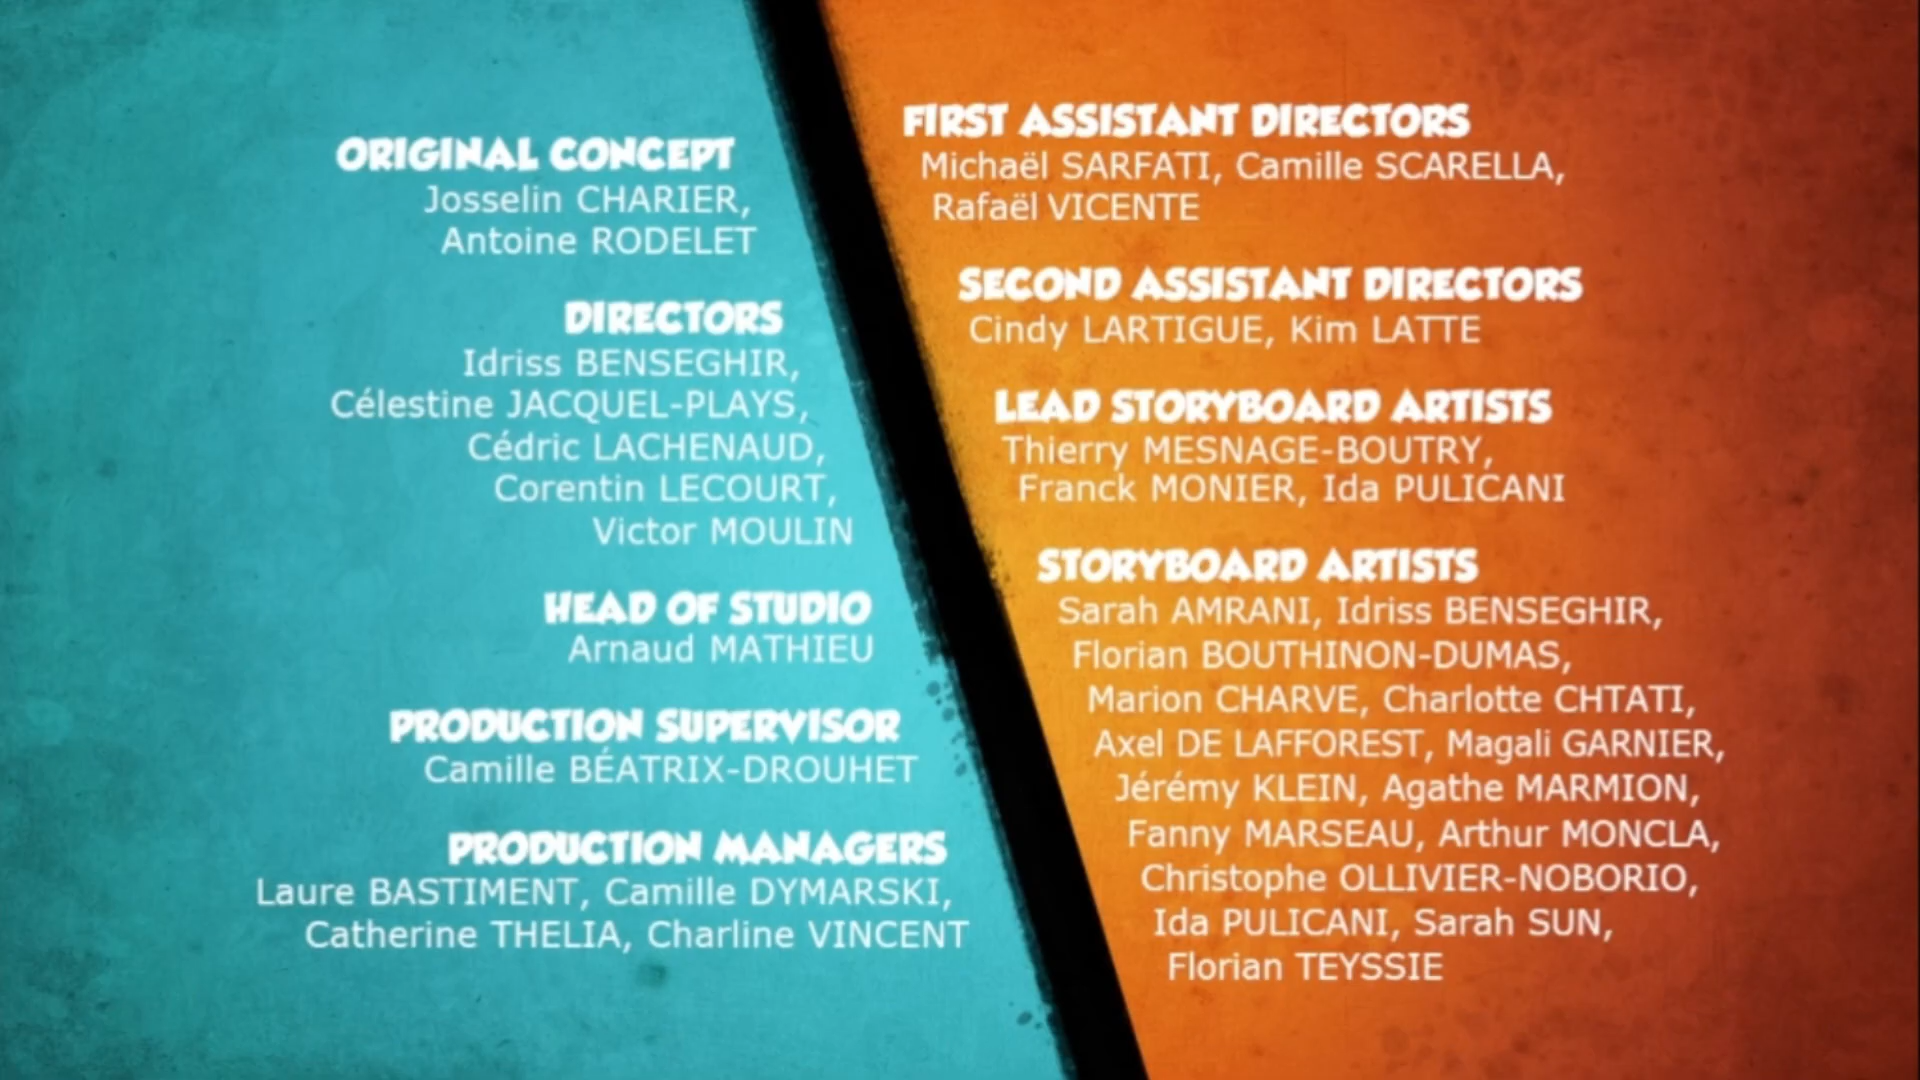 ORIGINAL CONCEPT
Josselin CHARIER,
Antoine RODELET
DIRECTORS
Idriss BENSEGHIR,
Célestine JACQUEL-PLAYS,
Cédric LACHENAUD,
Corentin LECOURT,
Victor MOULIN
HEAD OF STUDIO
Arnaud MATHIEU
PRODUCTION SUPERVISOR
Camille BÉATRIX-DROUHET
PRODUCTION MANAGERS
Laure BASTIMENT, Camille DYMARSKI,
Catherine THELIA, Charline VINCENT
FIRST ASSISTANT DIRECTORS
Michaël SARFATI, Camille SCARELLA,
Rafaël VICENTE
SECOND ASSISTANT DIRECTORS
Cindy LARTIGUE, Kim LATTE
LEAD STORYBOARD ARTISTS
Thierry MESNAGE-BOUTRY,
Franck MONIER, Ida PULICANI
STORYBOARD ARTISTS
Sarah AMRANI, Idriss BENSEGHIR,
Florian BOUTHINON-DUMAS,
Marion CHARVE, Charlotte CHTATI,
Axel DE LAFFOREST, Magali GARNIER,
Jérémy KLEIN, Agathe MARMION,
Fanny MARSEAU, Arthur MONCLA,
Christophe OLLIVIER-NOBORIO,
Ida PULICANI, Sarah SUN,
Florian TEYSSIE